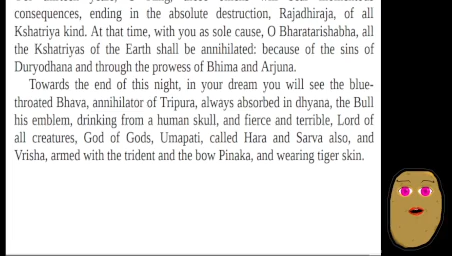 consequences, ending in the absolute destruction, Rajadhiraja, of all
Kshatriya kind. At that time, with you as sole cause, O Bharatarishabha, all
the Kshatriyas of the Earth shall be annihilated: because of the sins of
Duryodhana and through the prowess of Bhima and Arjuna.
Towards the end of this night, in your dream you will see the blue-
throated Bhava, annihilator of Tripura, always absorbed in dhyana, the Bull
his emblem, drinking from a human skull, and fierce and terrible, Lord of
all creatures, God of Gods, Umapati, called Hara and Sarva also, and
Vrisha, armed with the trident and the bow Pinaka, and wearing tiger skin.